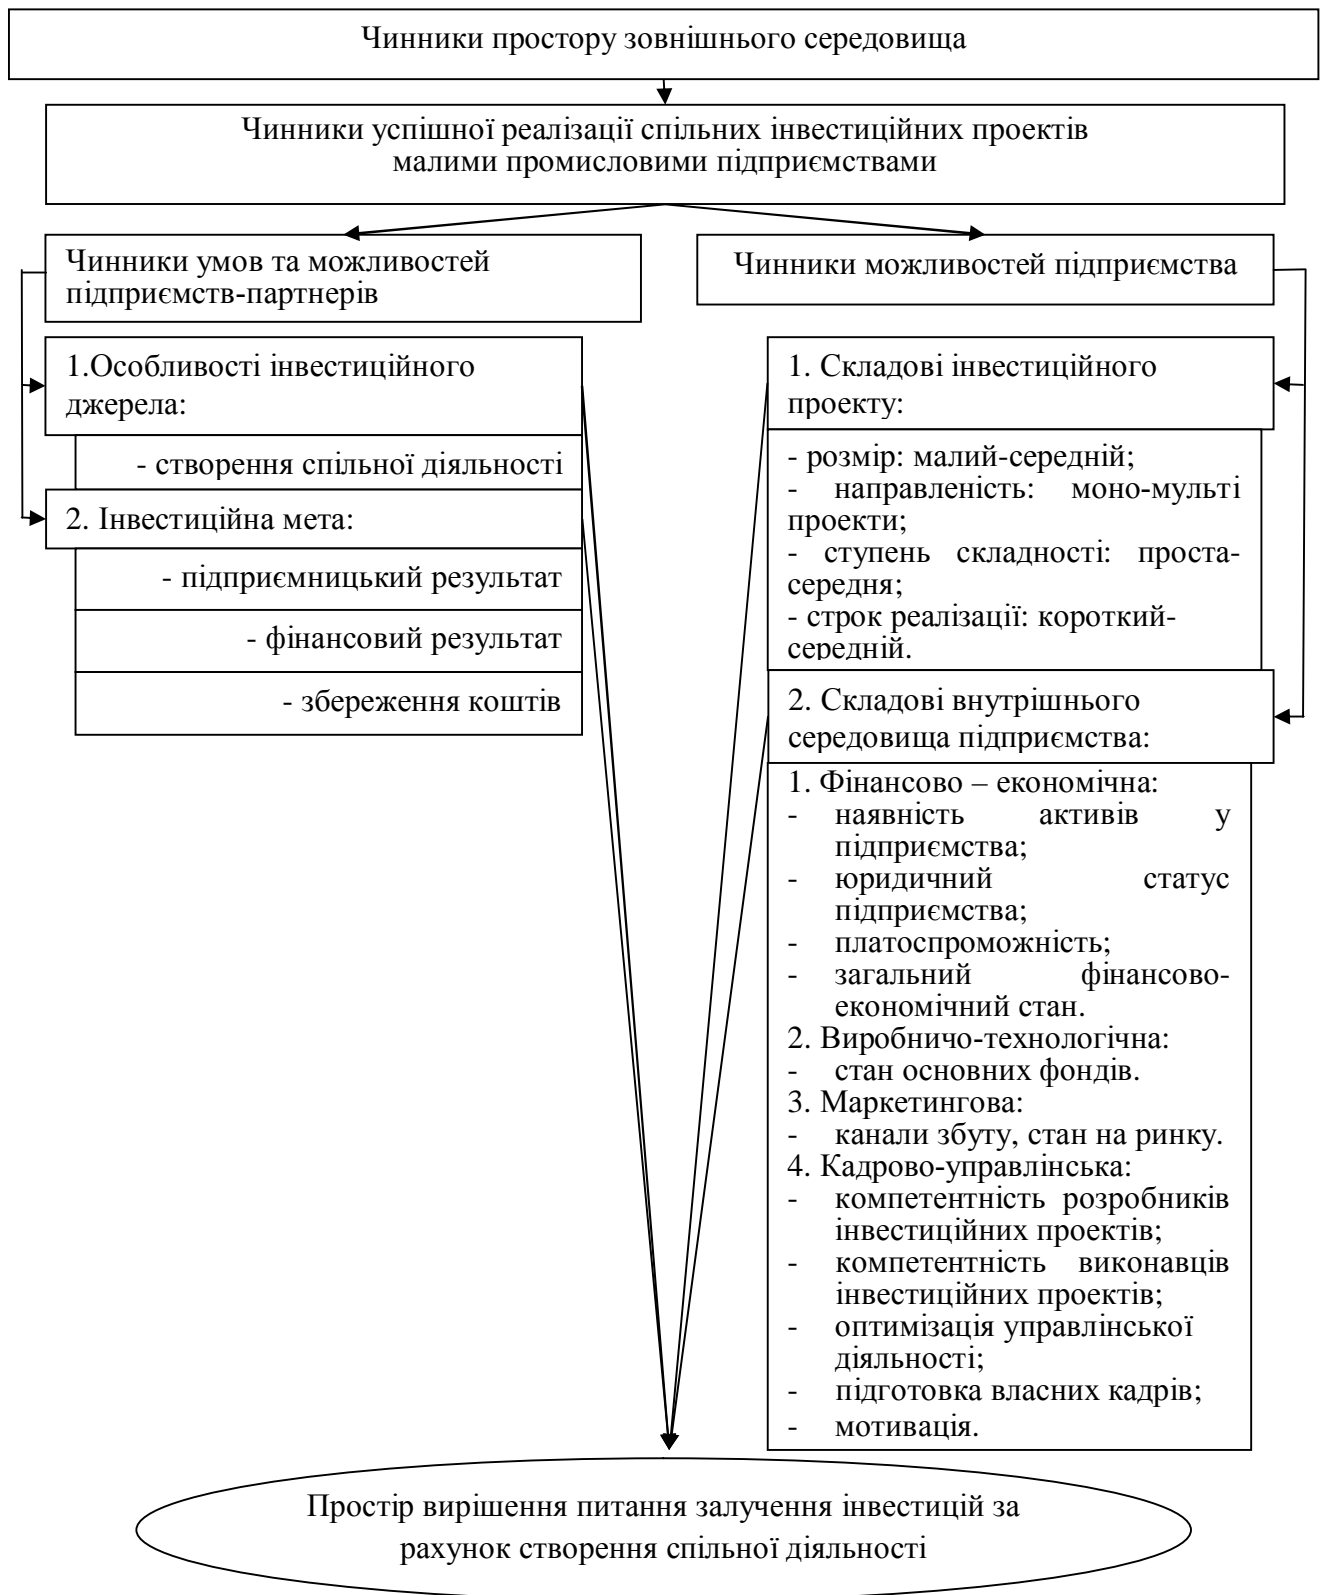 Чинники простору зовнішнього середовища
Чинники успішної реалізації спільних інвестиційних проектів
малими промисловими підприємствами
Чинники умов та можливостей
підприємств-партнерів
1.Особливості інвестиційного
джерела:
- створення спільної діяльності
2. Інвестиційна мета:
- підприємницький результат
- фінансовий результат
- збереження коштів
Чинники можливостей підприємства
1. Складові інвестиційного
проекту:
- розмір: малий-середній;
- направленість: моно-мульті
проекти;
- ступень складності: проста-
середня;
- строк реалізації: короткий-
середній.
2. Складові внутрішнього
середовища підприємства:
1. Фінансово – економічна:
- наявність активів у
підприємства;
- юридичний статус
підприємства;
- платоспроможність;
- загальний фінансово-
економічний стан.
2. Виробничо-технологічна:
- стан основних фондів.
3. Маркетингова:
- канали збуту, стан на ринку.
4. Кадрово-управлінська:
- компетентність розробників
інвестиційних проектів;
- компетентність виконавців
інвестиційних проектів;
- оптимізація управлінської
діяльності;
- підготовка власних кадрів;
- мотивація.
Простір вирішення питання залучення інвестицій за
рахунок створення спільної діяльності